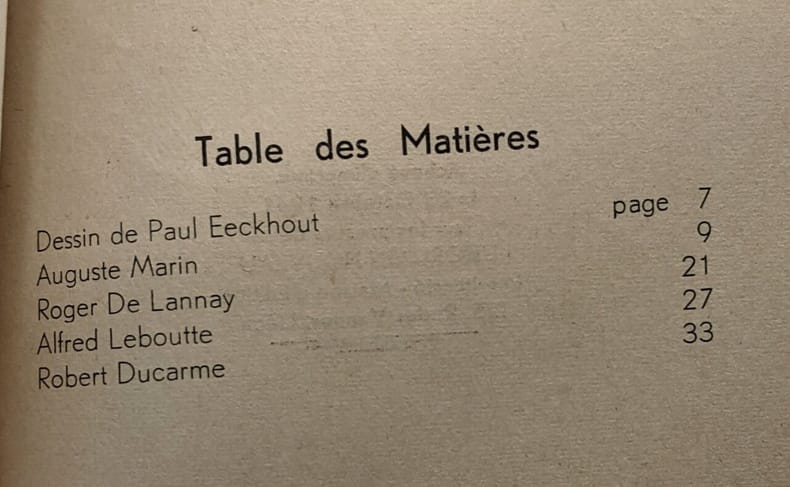 Table des Matières
Dessin de Paul Eeckhout page 7
Auguste Marin 9
Roger De Lannay 21
Alfred Leboutte 27
Robert Ducarme 33